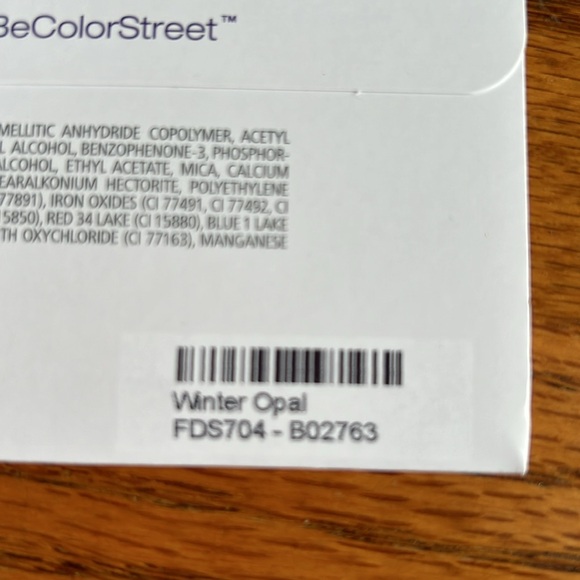 BeColorStreet™
MELLITIC ANHYDRIDE COPOLYMER, ACETYL
L ALCOHOL, BENZOPHENONE-3, PHOSPHOR-
ALCOHOL, ETHYL ACETATE, MICA, CALCIUM
EARALKONIUM HECTORITE, POLYETHYLENE
77891), IRON OXIDES (CI 77491, CI 77492, CI
15850), RED 34 LAKE (CI 15880), BLUE 1 LAKE
TH OXYCHLORIDE (CI 77163), MANGANESE
Winter Opal
FDS704 - B02763